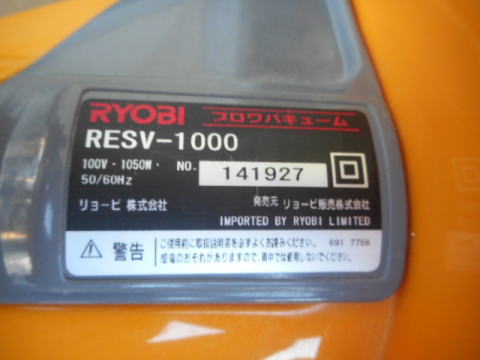 RYOBI ブロワバキューム
RESV-1000
100V・1050W・
50/60Hz
NO. 141927
リョービ 株式会社
発売元 リョービ販売株式会社
IMPORTED BY RYOBI LIMITED
警告
ご使用前に取扱説明書を必ずよくお読みください。 691 7756
感電のおそれがありますので、雨中では使用しないでください。